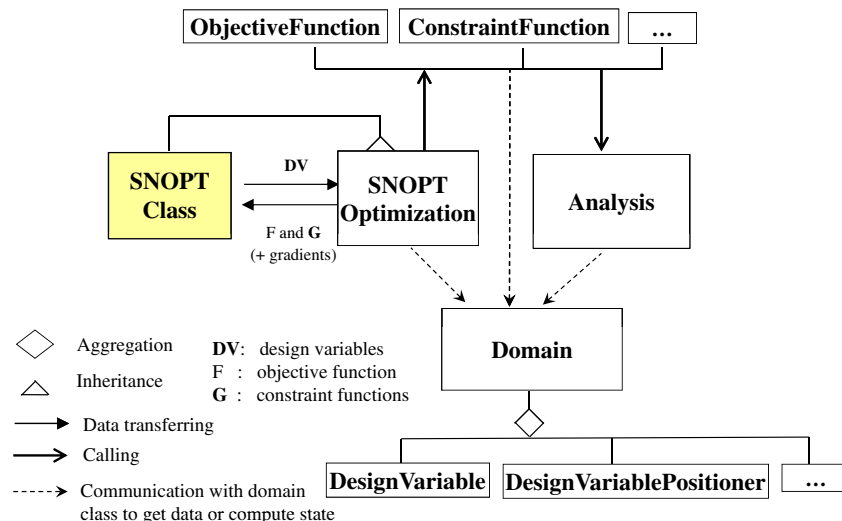 ObjectiveFunction
ConstraintFunction
...
SNOPT
Class
DV
F and G
(+ gradients)
SNOPT
Optimization
Analysis
Domain
Aggregation
Inheritance
Data transferring
Calling
Communication with domain
class to get data or compute state
DV: design variables
F : objective function
G : constraint functions
DesignVariable
DesignVariablePositioner
...